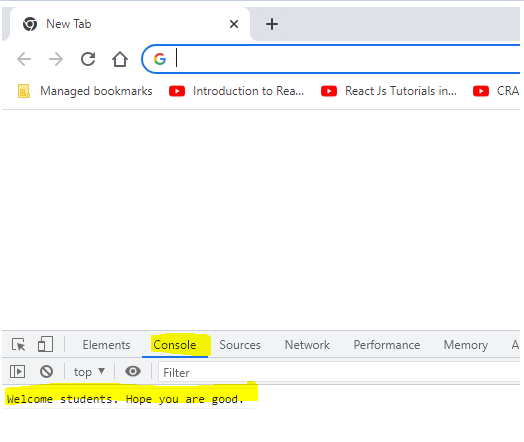 New Tab
Managed bookmarks Introduction to Rea... React Js Tutorials in... CRA
Elements Console Sources Network Performance Memory A
top Filter
Welcome students. Hope you are good.